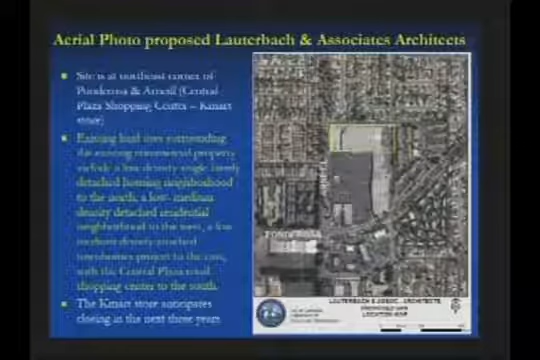 Aerial Photo proposed Lauterbach & Associates Architects
Site is at northeast corner of
Ponderosa & Arneill (Central
Plaza Shopping Center – Kmart
store)
Existing land uses surrounding
this existing commercial property
include a low density single family
detached housing neighborhood
to the north, a low-medium
density detached residential
neighborhood to the west, a low
medium density attached
townhomes project to the east,
with the Central Plaza retail
shopping center to the south.
The Kmart store anticipates
closing in the next three years
PONDEROSA
LAUTERBACH & ASSOC. ARCHITECTS
LOCATION MAP